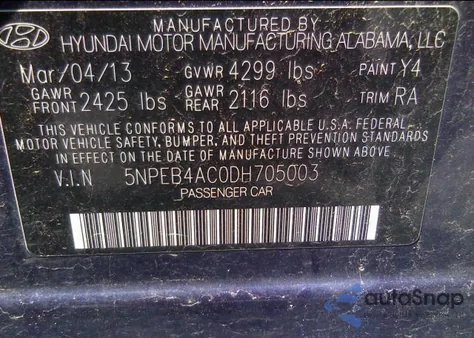 MANUFACTURED BY
HYUNDAI MOTOR MANUFACTURING ALABAMA, LLC
Mar/04/13 GVWR 4299 lbs PAINT Y4
GAWR FRONT 2425 lbs GAWR REAR 2116 lbs TRIM RA
THIS VEHICLE CONFORMS TO ALL APPLICABLE U.S.A. FEDERAL
MOTOR VEHICLE SAFETY, BUMPER, AND THEFT PREVENTION STANDARDS
IN EFFECT ON THE DATE OF MANUFACTURE SHOWN ABOVE.
V.I.N 5NPEB4AC0DH705003
PASSENGER CAR
autoSnap